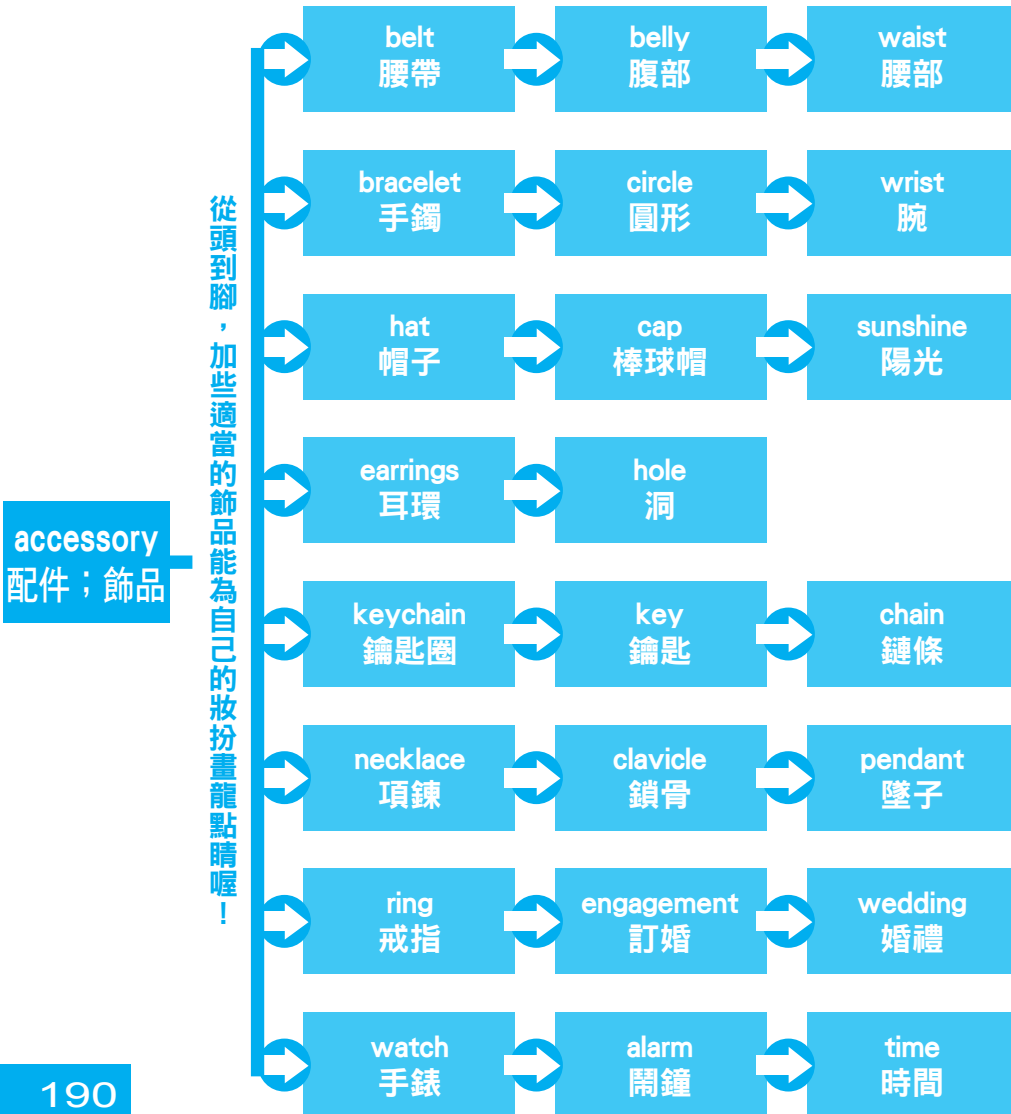 accessory
配件；飾品
從頭到腳，加些適當的飾品能為自己的妝扮畫龍點睛喔！
belt
腰帶
belly
腹部
waist
腰部
bracelet
手鐲
circle
圓形
wrist
腕
hat
帽子
cap
棒球帽
sunshine
陽光
earrings
耳環
hole
洞
keychain
鑰匙圈
key
鑰匙
chain
鏈條
necklace
項鍊
clavicle
鎖骨
pendant
墜子
ring
戒指
engagement
訂婚
wedding
婚禮
watch
手錶
alarm
鬧鐘
time
時間
190